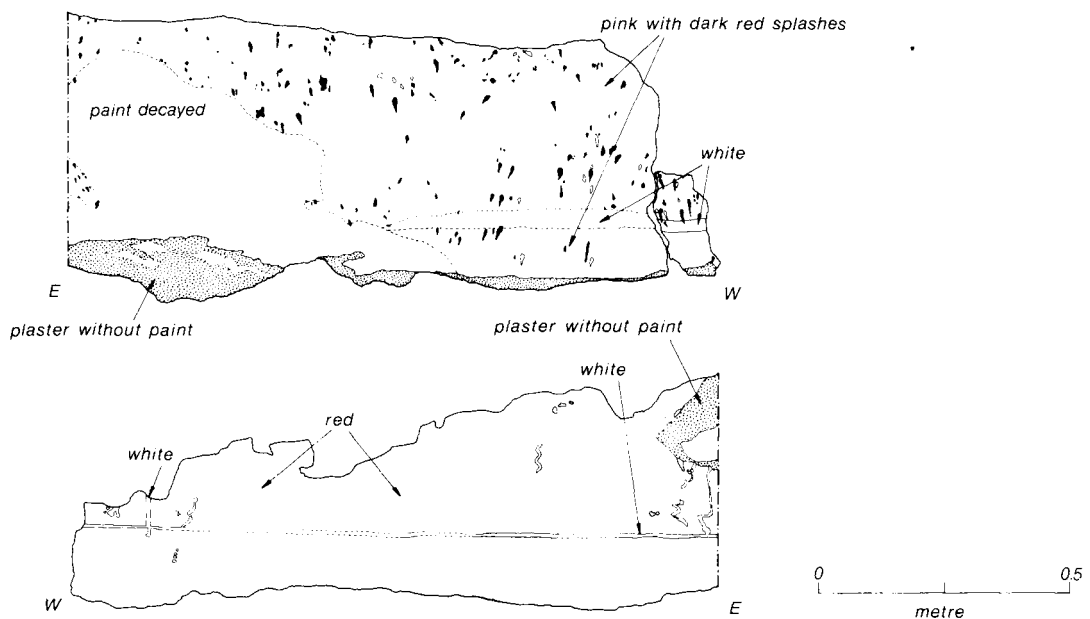 pink with dark red splashes
paint decayed
white
E
W
plaster without paint
plaster without paint
white
red
white
W
E
0
0.5
metre